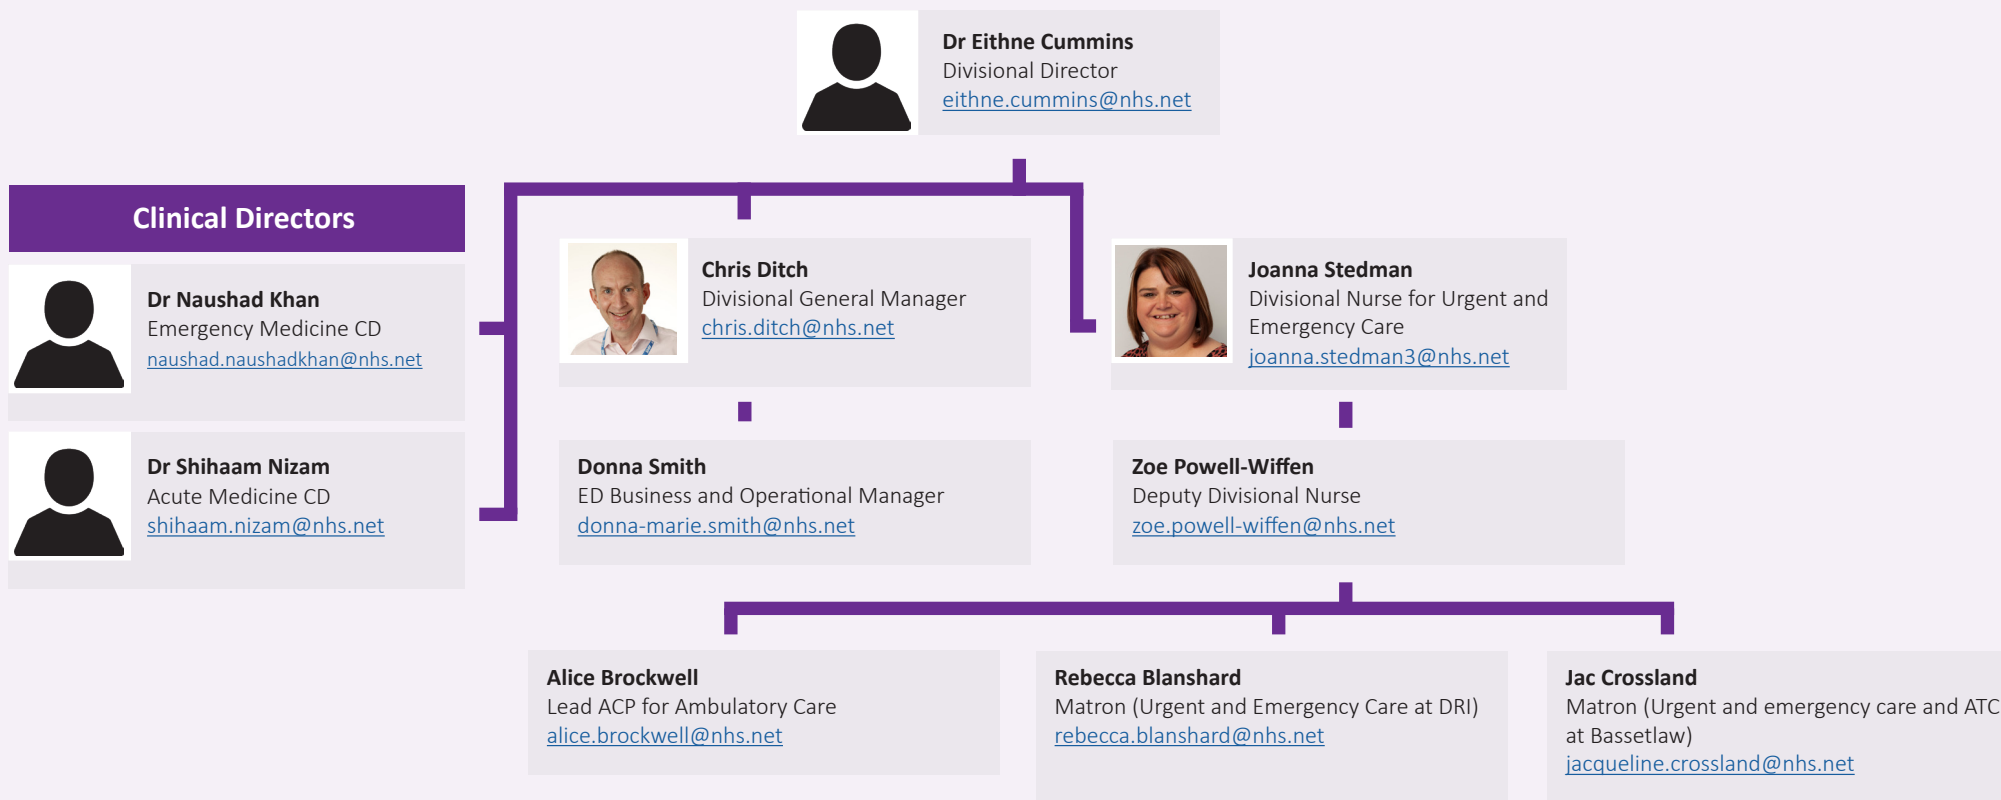 Dr Eithne Cummins
Divisional Director
eithne.cummins@nhs.net
Clinical Directors
Dr Naushad Khan
Emergency Medicine CD
naushad.naushadkhan@nhs.net
Dr Shihaam Nizam
Acute Medicine CD
shihaam.nizam@nhs.net
Chris Ditch
Divisional General Manager
chris.ditch@nhs.net
Joanna Stedman
Divisional Nurse for Urgent and
Emergency Care
joanna.stedman3@nhs.net
Donna Smith
ED Business and Operational Manager
donna-marie.smith@nhs.net
Zoe Powell-Wiffen
Deputy Divisional Nurse
zoe.powell-wiffen@nhs.net
Alice Brockwell
Lead ACP for Ambulatory Care
alice.brockwell@nhs.net
Rebecca Blanshard
Matron (Urgent and Emergency Care at DRI)
rebecca.blanshard@nhs.net
Jac Crossland
Matron (Urgent and emergency care and ATC
at Bassetlaw)
jacqueline.crossland@nhs.net